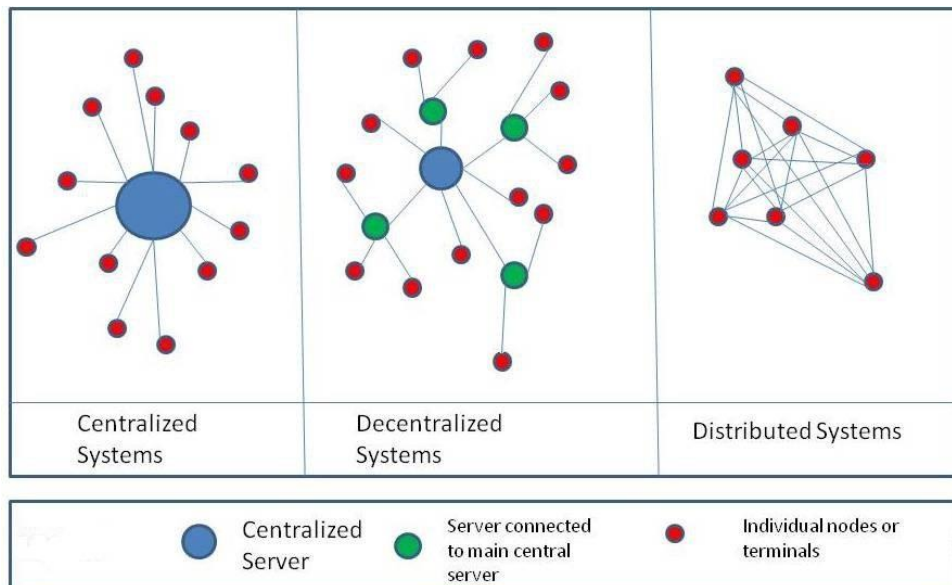 Centralized
Systems
Decentralized
Systems
Distributed Systems
Centralized
Server
Server connected
to main central
server
Individual nodes or
terminals